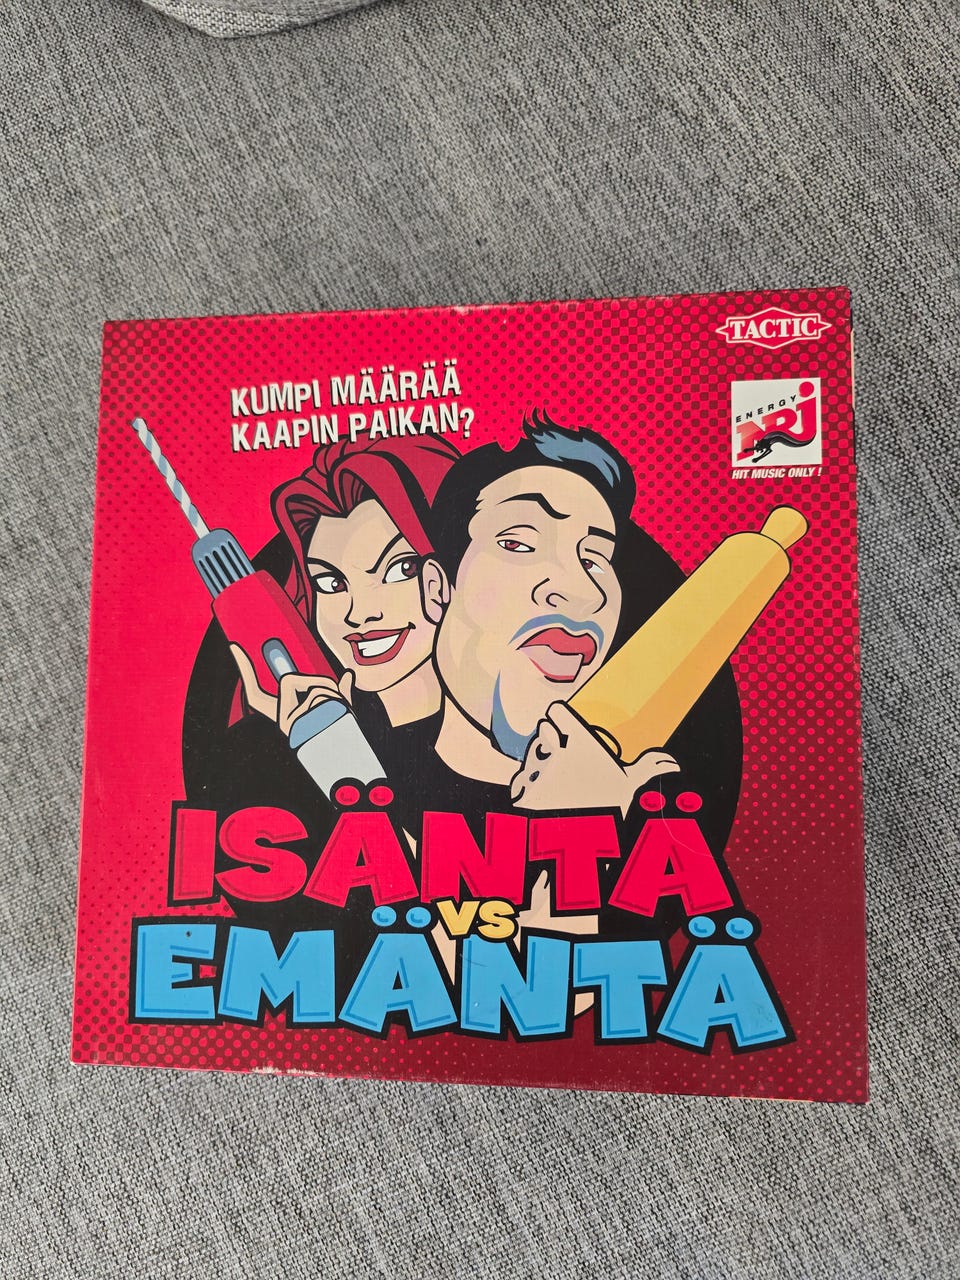 TACTIC
KUMPI MÄÄRÄÄ
KAAPIN PAIKAN?
ENERGY
NRJ
HIT MUSIC ONLY!
ISÄNTÄ
VS
EMÄNTÄ